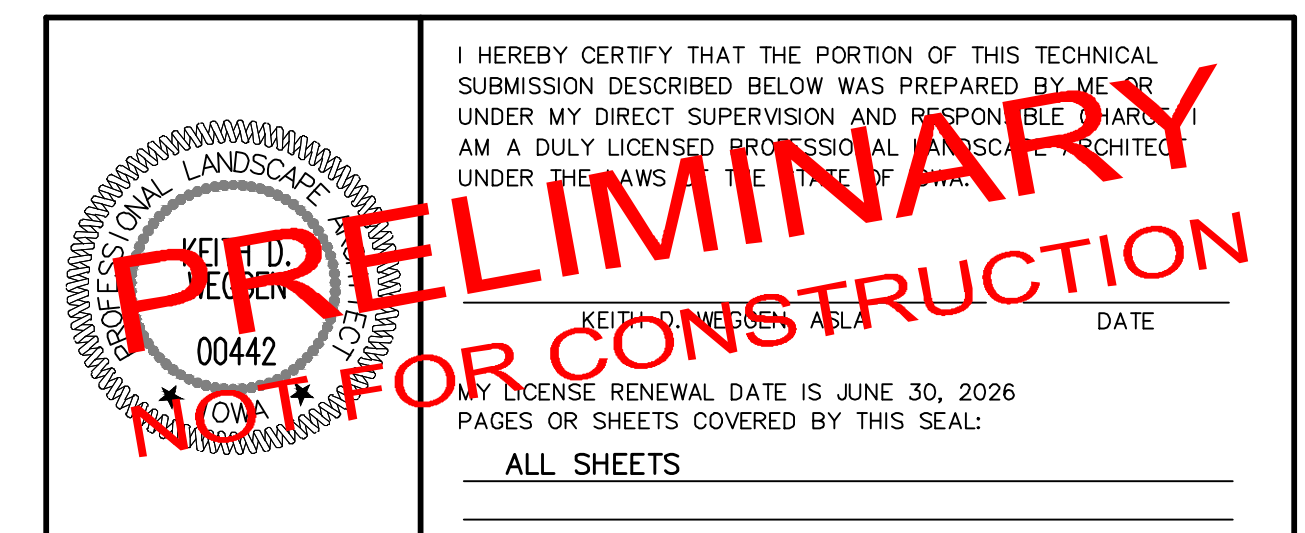 PROFESSIONAL LANDSCAPE ARCHITECT
KEITH D.
WEGGEN
00442
IOWA
I HEREBY CERTIFY THAT THE PORTION OF THIS TECHNICAL
SUBMISSION DESCRIBED BELOW WAS PREPARED BY ME OR
UNDER MY DIRECT SUPERVISION AND RESPONSIBLE CHARGE. I
AM A DULY LICENSED PROFESSIONAL LANDSCAPE ARCHITECT
UNDER THE LAWS OF THE STATE OF IOWA.
PRELIMINARY
NOT FOR CONSTRUCTION
KEITH D. WEGGEN, ASLA DATE
MY LICENSE RENEWAL DATE IS JUNE 30, 2026
PAGES OR SHEETS COVERED BY THIS SEAL:
ALL SHEETS